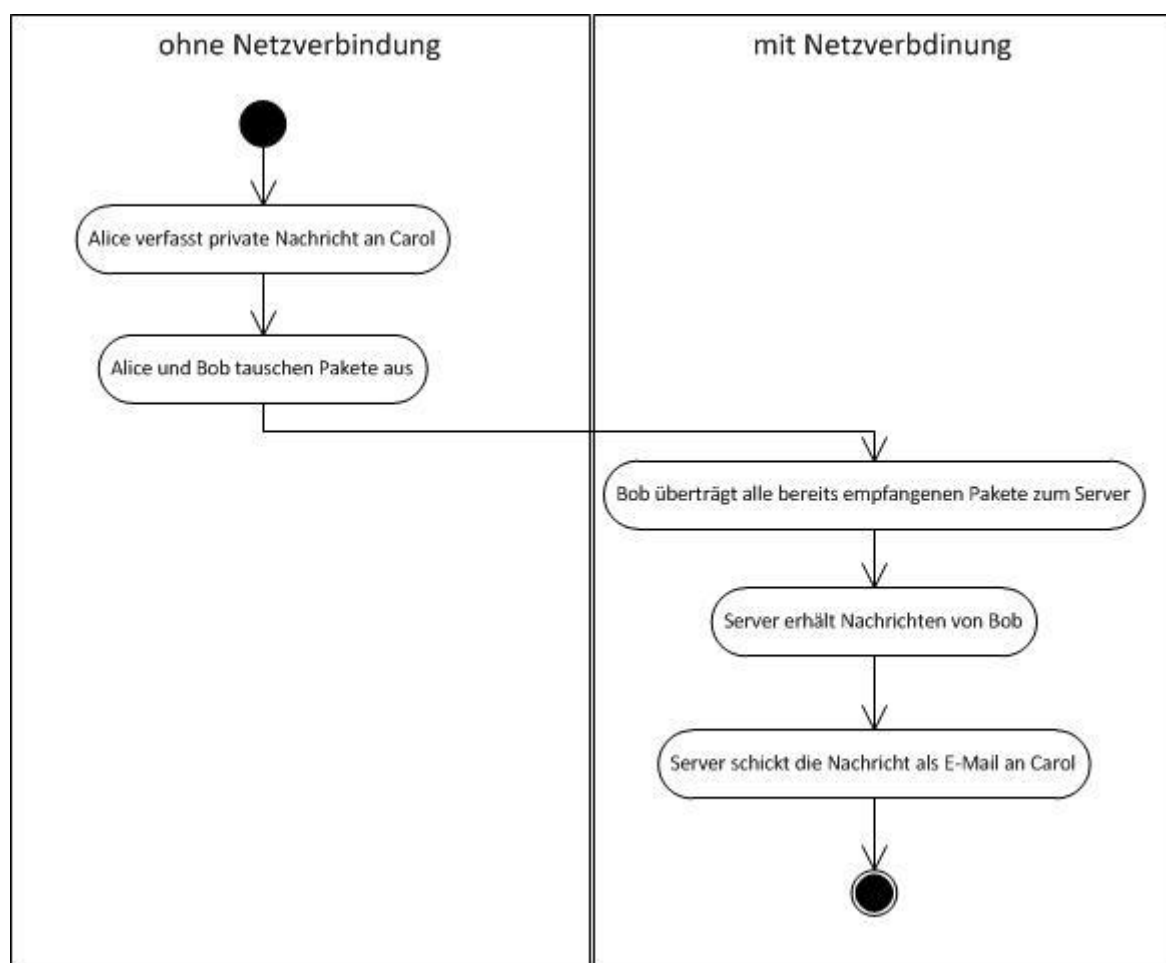 ohne Netzverbindung
mit Netzverbdinung
Alice verfasst private Nachricht an Carol
Alice und Bob tauschen Pakete aus
Bob überträgt alle bereits empfangenen Pakete zum Server
Server erhält Nachrichten von Bob
Server schickt die Nachricht als E-Mail an Carol